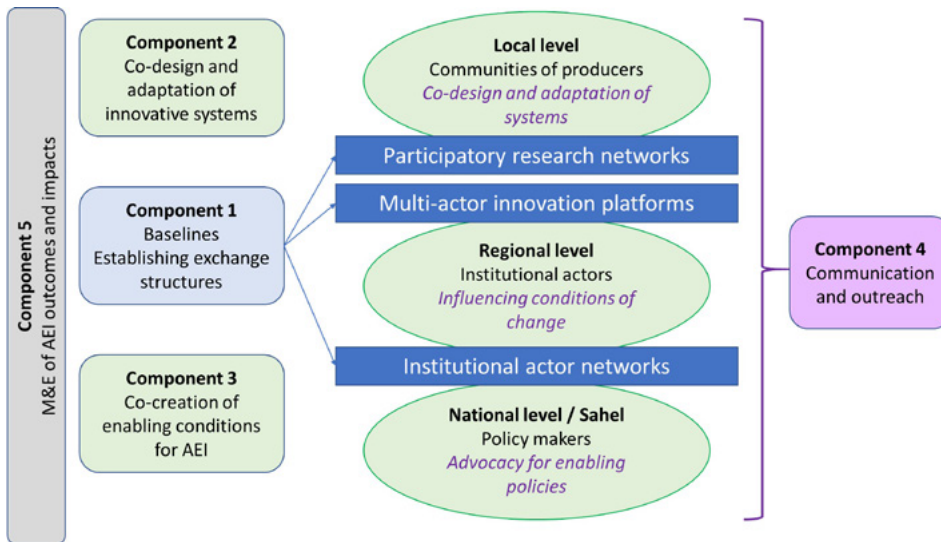 Component 5
M&E of AEI outcomes and impacts
Component 2
Co-design and
adaptation of
innovative systems
Component 1
Baselines
Establishing exchange
structures
Component 3
Co-creation of
enabling conditions
for AEI
Local level
Communities of producers
Co-design and adaptation of
systems
Participatory research networks
Multi-actor innovation platforms
Regional level
Institutional actors
Influencing conditions of
change
Institutional actor networks
National level / Sahel
Policy makers
Advocacy for enabling
policies
Component 4
Communication
and outreach